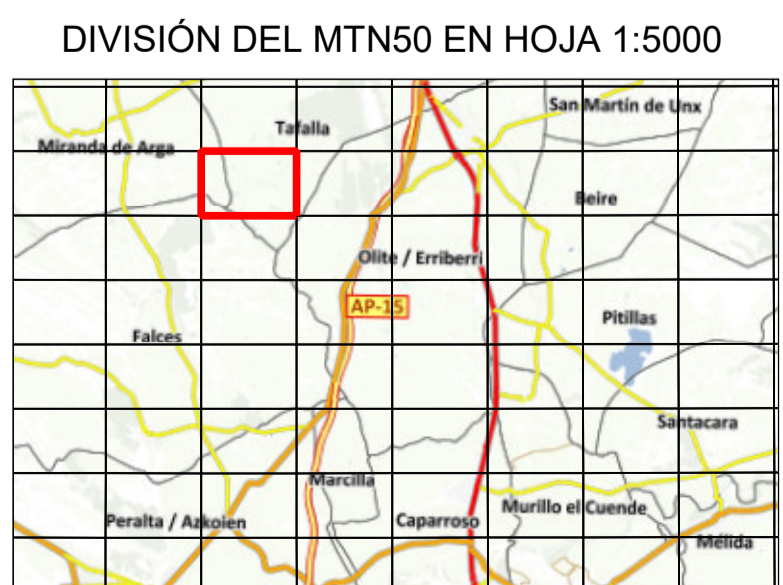 DIVISIÓN DEL MTN50 EN HOJA 1:5000
San Martín de Unx
Tafalla
Miranda de Arga
Beire
Olite / Erriberri
AP-15
Pitillas
Falces
Santacara
Marcilla
Murillo el Cuende
Peralta / Azkoien
Caparroso
Mélida